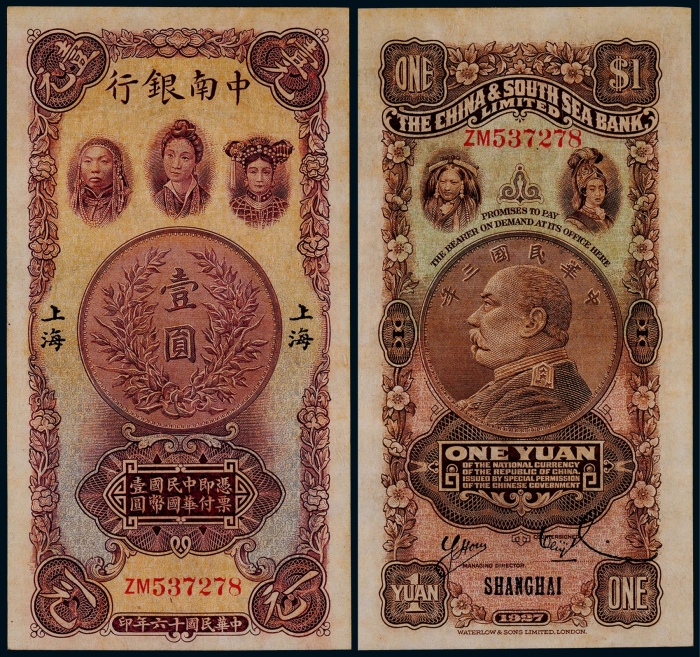 壹元
壹元
中南銀行
壹圓
上海
上海
憑票
即付
中華
民國
國幣
壹圓
ZM537278
中華民國十六年印
ONE
$1
THE CHINA & SOUTH SEA BANK,
LIMITED
ZM537278
PROMISES TO PAY
THE BEARER ON DEMAND AT ITS OFFICE HERE
中華民國三年
ONE YUAN
OF THE NATIONAL CURRENCY
OF THE REPUBLIC OF CHINA
ISSUED BY SPECIAL PERMISSION
OF THE CHINESE GOVERNMENT
COUNTERSIGNED
MANAGING DIRECTOR
SHANGHAI
1
YUAN
ONE
1927
WATERLOW & SONS LIMITED, LONDON.